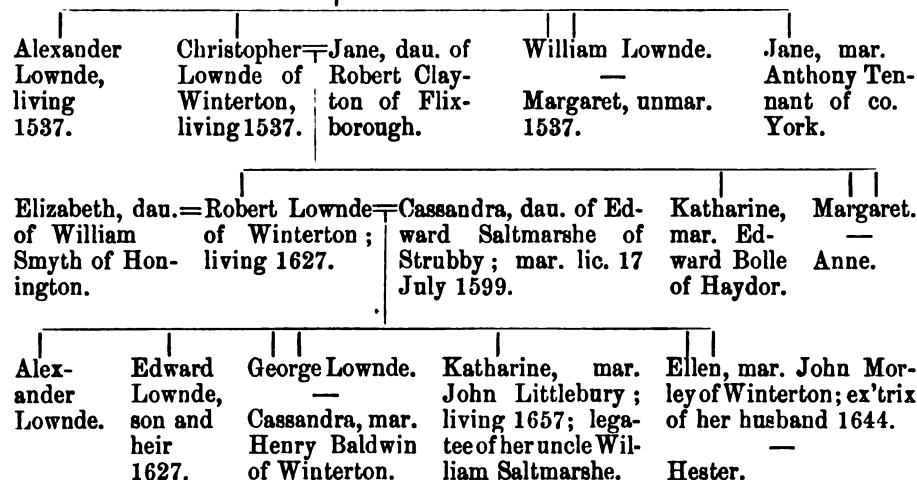 Alexander
Lownde,
living
1537.
Christopher=Jane, dau. of
Lownde of Robert Clay-
Winterton, ton of Flix-
living 1537. borough.
William Lownde.
—
Margaret, unmar.
1537.
Jane, mar.
Anthony Ten-
nant of co.
York.
Elizabeth, dau.=Robert Lownde=Cassandra, dau. of Ed-
of William of Winterton; ward Saltmarshe of
Smyth of Hon- living 1627. Strubby; mar. lic. 17
ington. July 1599.
Katharine,
mar. Ed-
ward Bolle
of Haydor.
Margaret.
—
Anne.
Alex-
ander
Lownde.
Edward
Lownde,
son and
heir
1627.
George Lownde.
—
Cassandra, mar.
Henry Baldwin
of Winterton.
Katharine, mar.
John Littlebury;
living 1657; lega-
tee of her uncle Wil-
liam Saltmarshe.
Ellen, mar. John Mor-
ley of Winterton; ex'trix
of her husband 1644.
—
Hester.